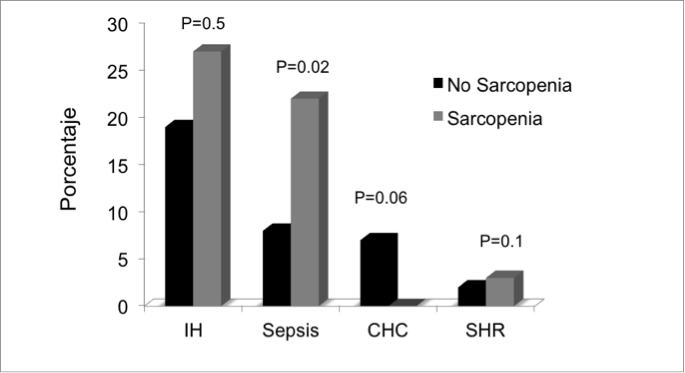 Porcentaje
30
25
20
15
10
5
0
P=0.5
P=0.02
P=0.06
P=0.1
No Sarcopenia
Sarcopenia
IH
Sepsis
CHC
SHR